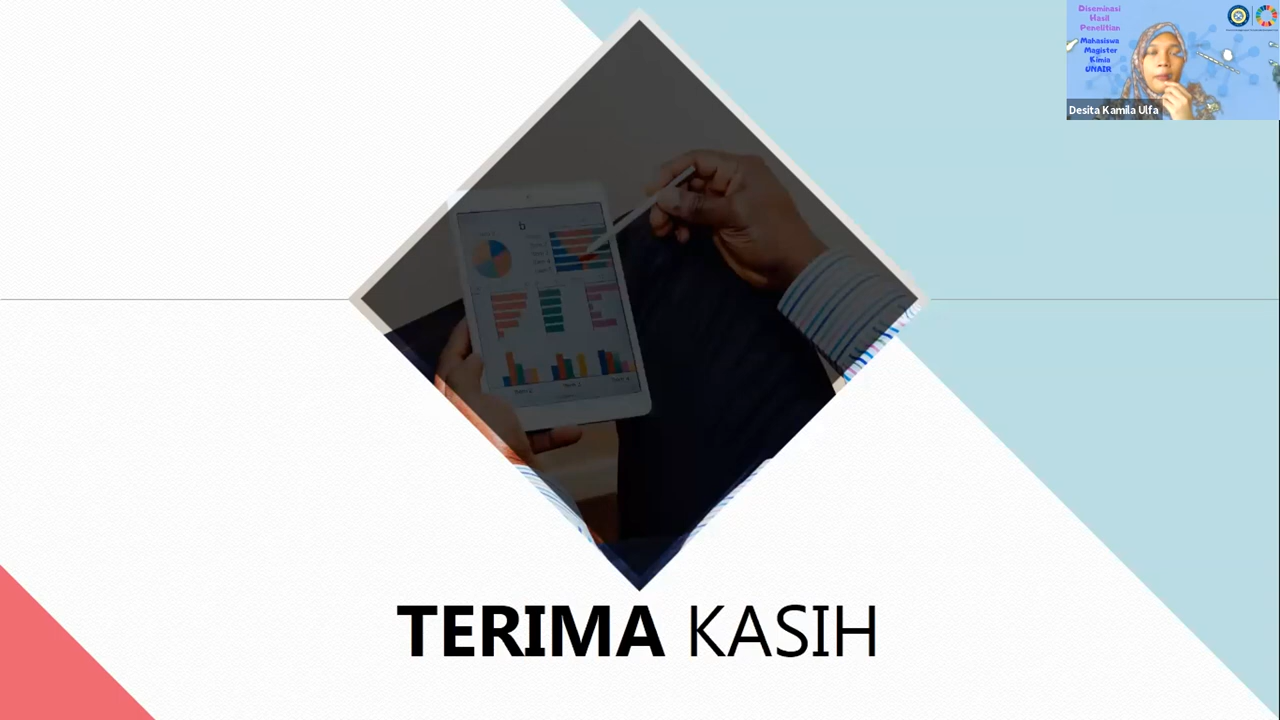 Diseminasi
Hasil
Penelitian
Mahasiswa
Magister
Kimia
UNAIR
Desita Kamila Ulfa
TERIMA KASIH